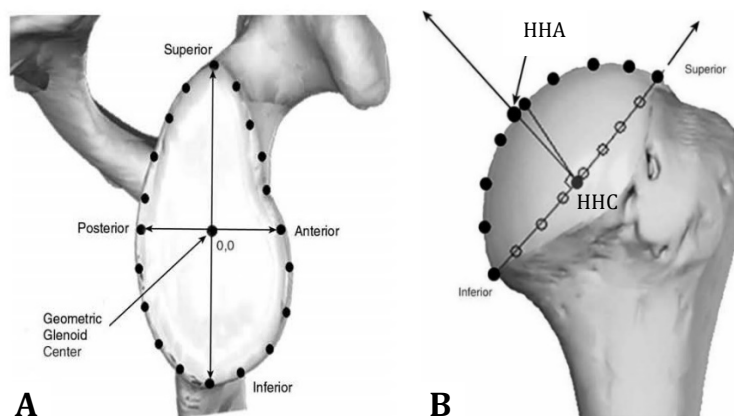 Superior
Posterior
Anterior
0,0
Geometric
Glenoid
Center
Inferior
A
HHA
Superior
HHC
Inferior
B